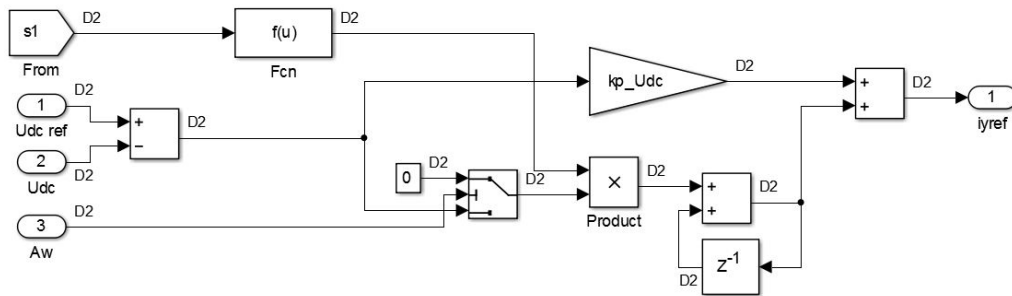 s1
D2
From
f(u)
D2
Fcn
D2
1
Udc ref
+
−
D2
2
Udc
D2
D2
3
Aw
0
D2
D2
kp_Udc
D2
×
Product
D2
+
+
D2
Z-1
D2
+
+
D2
1
iyref